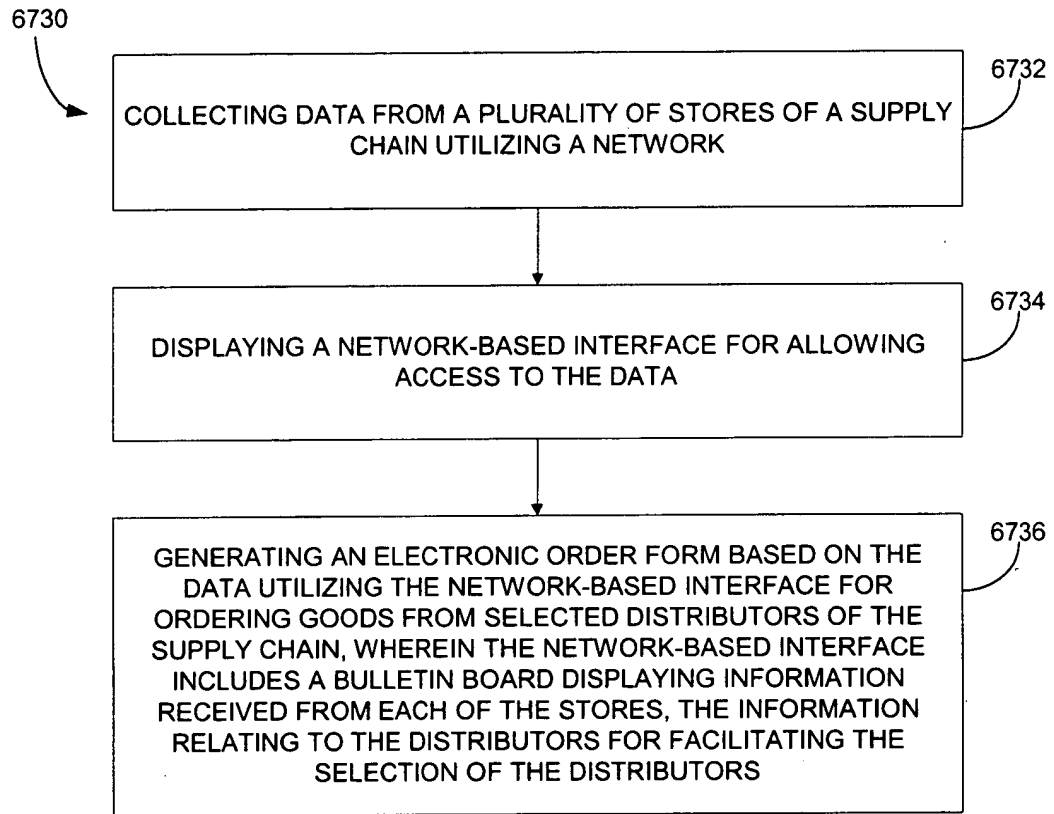 6730
6732
COLLECTING DATA FROM A PLURALITY OF STORES OF A SUPPLY
CHAIN UTILIZING A NETWORK
6734
DISPLAYING A NETWORK-BASED INTERFACE FOR ALLOWING
ACCESS TO THE DATA
6736
GENERATING AN ELECTRONIC ORDER FORM BASED ON THE
DATA UTILIZING THE NETWORK-BASED INTERFACE FOR
ORDERING GOODS FROM SELECTED DISTRIBUTORS OF THE
SUPPLY CHAIN, WHEREIN THE NETWORK-BASED INTERFACE
INCLUDES A BULLETIN BOARD DISPLAYING INFORMATION
RECEIVED FROM EACH OF THE STORES, THE INFORMATION
RELATING TO THE DISTRIBUTORS FOR FACILITATING THE
SELECTION OF THE DISTRIBUTORS